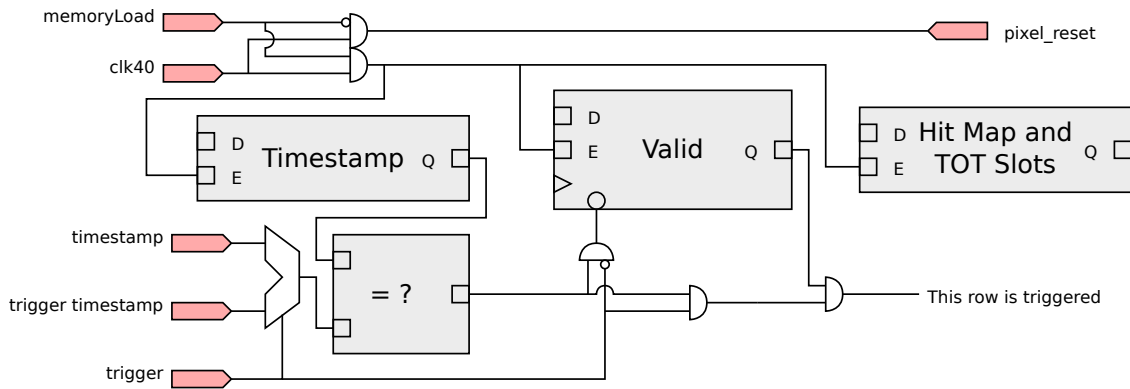 memoryLoad
pixel_reset
clk40
D
E
Timestamp
Q
D
E
Valid
Q
D
E
Hit Map and
TOT Slots
Q
timestamp
trigger timestamp
= ?
This row is triggered
trigger